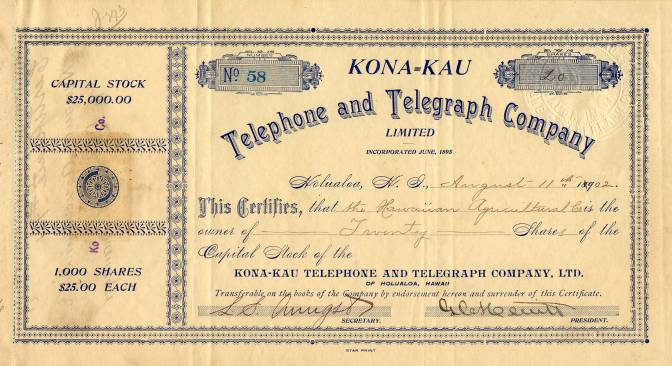 CAPITAL STOCK
$25,000.00
Co.
Ko
1,000 SHARES
$25.00 EACH
NUMBER
No 58
SHARES
20
KONA-KAU
Telephone and Telegraph Company
LIMITED
INCORPORATED JUNE, 1898
Holualoa, H. I., August 11th 1902.
This Certifies, that the Hawaiian Agricultural Co is the
owner of Twenty Shares of the
Capital Stock of the
KONA-KAU TELEPHONE AND TELEGRAPH COMPANY, LTD.
OF HOLUALOA, HAWAII
Transferable on the books of the Company by endorsement hereon and surrender of this Certificate.
SECRETARY.
PRESIDENT.
STAR PRINT